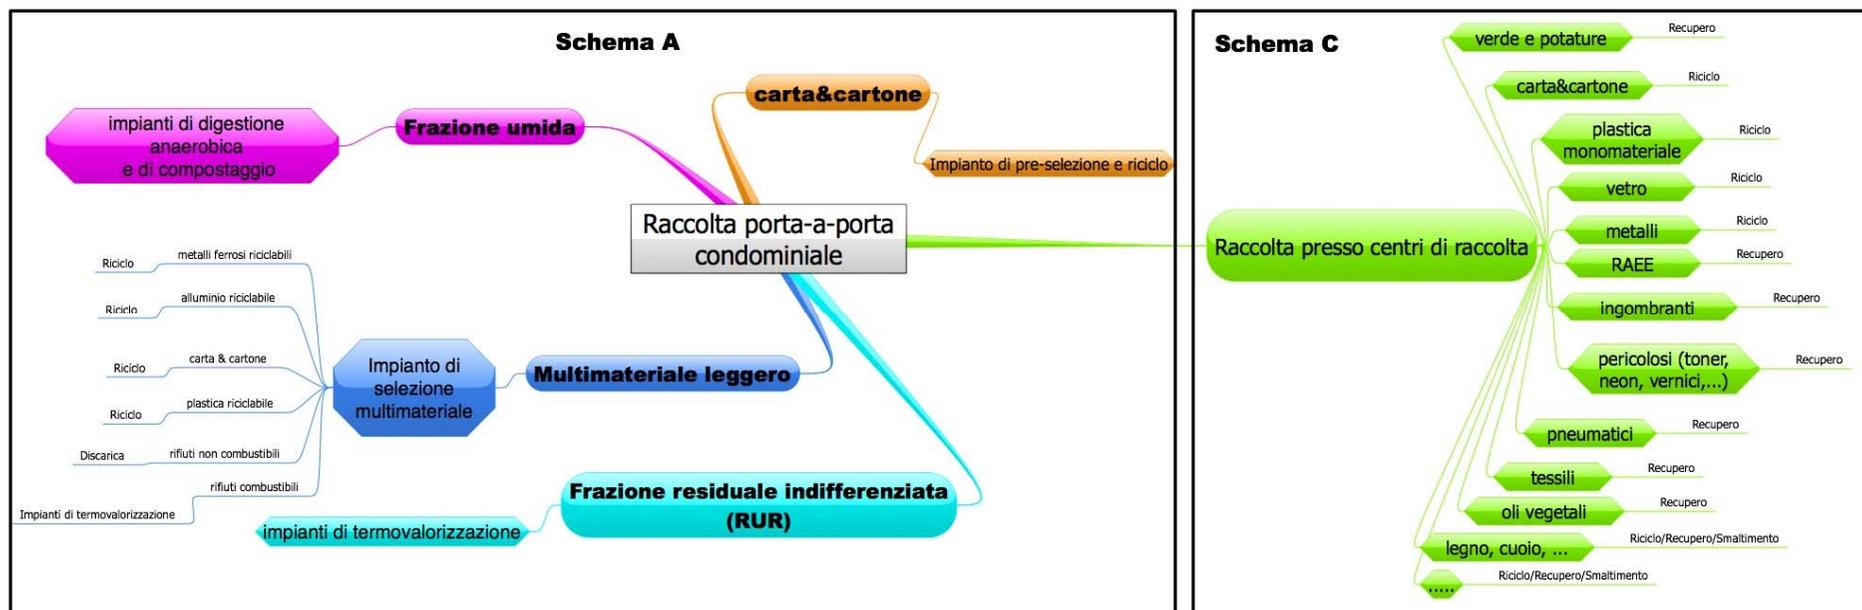 Schema A
carta&cartone
Impianto di pre-selezione e riciclo
Frazione umida
impianti di digestione
anaerobica
e di compostaggio
Raccolta porta-a-porta
condominiale
Multimateriale leggero
Impianto di
selezione
multimateriale
metalli ferrosi riciclabili
Riciclo
alluminio riciclabile
Riciclo
carta & cartone
Riciclo
plastica riciclabile
Riciclo
rifiuti non combustibili
Discarica
rifiuti combustibili
Impianti di termovalorizzazione
Frazione residuale indifferenziata
(RUR)
impianti di termovalorizzazione
Schema C
Raccolta presso centri di raccolta
verde e potature
Recupero
carta&cartone
Riciclo
plastica
monomateriale
Riciclo
vetro
Riciclo
metalli
Riciclo
RAEE
Recupero
ingombranti
Recupero
pericolosi (toner,
neon, vernici,...)
Recupero
pneumatici
Recupero
tessili
Recupero
oli vegetali
Recupero
legno, cuoio, ...
Riciclo/Recupero/Smaltimento
.....
Riciclo/Recupero/Smaltimento